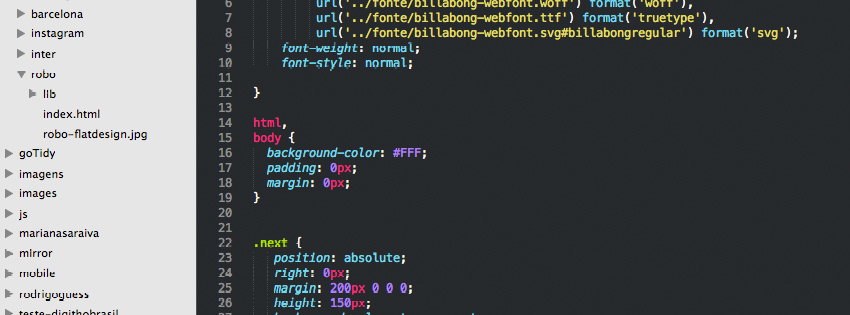 barcelona
instagram
inter
robo
lib
index.html
robo-flatdesign.jpg
goTidy
imagens
images
js
marianasaraiva
mirror
mobile
rodrigoguess
teste-digithobrasil
6 url('../fonte/billabong-webfont.woff') format('woff'),
7 url('../fonte/billabong-webfont.ttf') format('truetype'),
8 url('../fonte/billabong-webfont.svg#billabongregular') format('svg');
9 font-weight: normal;
10 font-style: normal;
11
12 }
13
14 html,
15 body {
16 background-color: #FFF;
17 padding: 0px;
18 margin: 0px;
19 }
20
21
22 .next {
23 position: absolute;
24 right: 0px;
25 margin: 200px 0 0 0;
26 height: 150px;